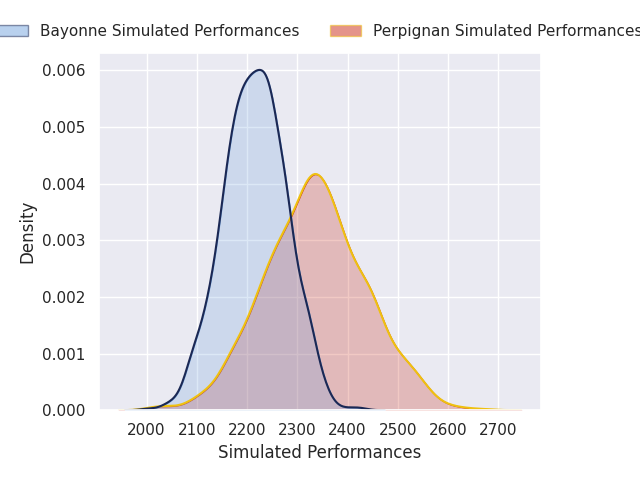 Bayonne Simulated Performances Perpignan Simulated Performances
0.006
0.005
0.004
0.003
0.002
0.001
0.000
Density
2000 2100 2200 2300 2400 2500 2600 2700
Simulated Performances